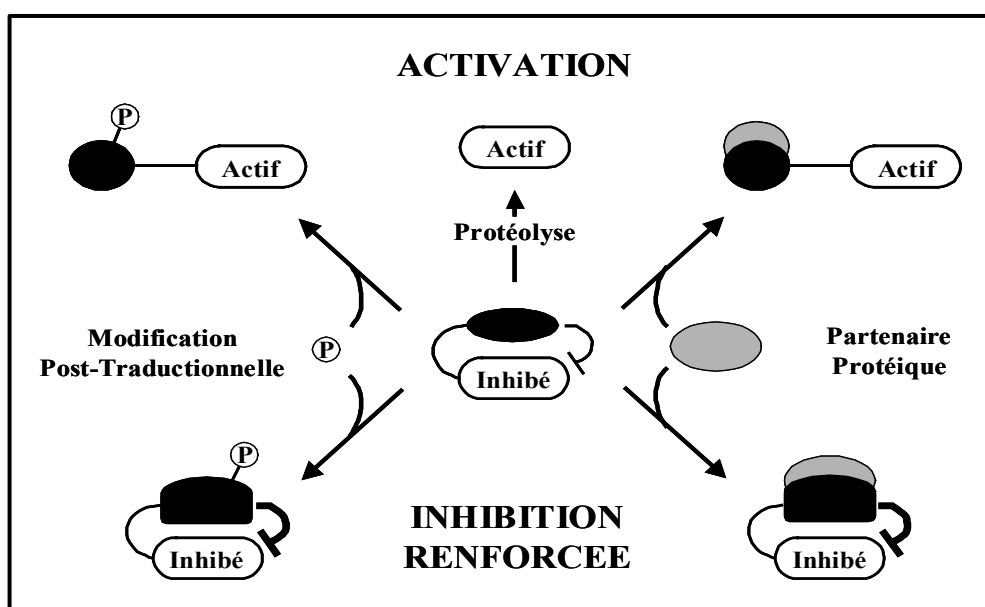 ACTIVATION
P
Actif
Actif
Actif
Protéolyse
Modification
Post-Traductionnelle
P
Inhibé
Partenaire
Protéique
P
Inhibé
INHIBITION
RENFORCEE
Inhibé